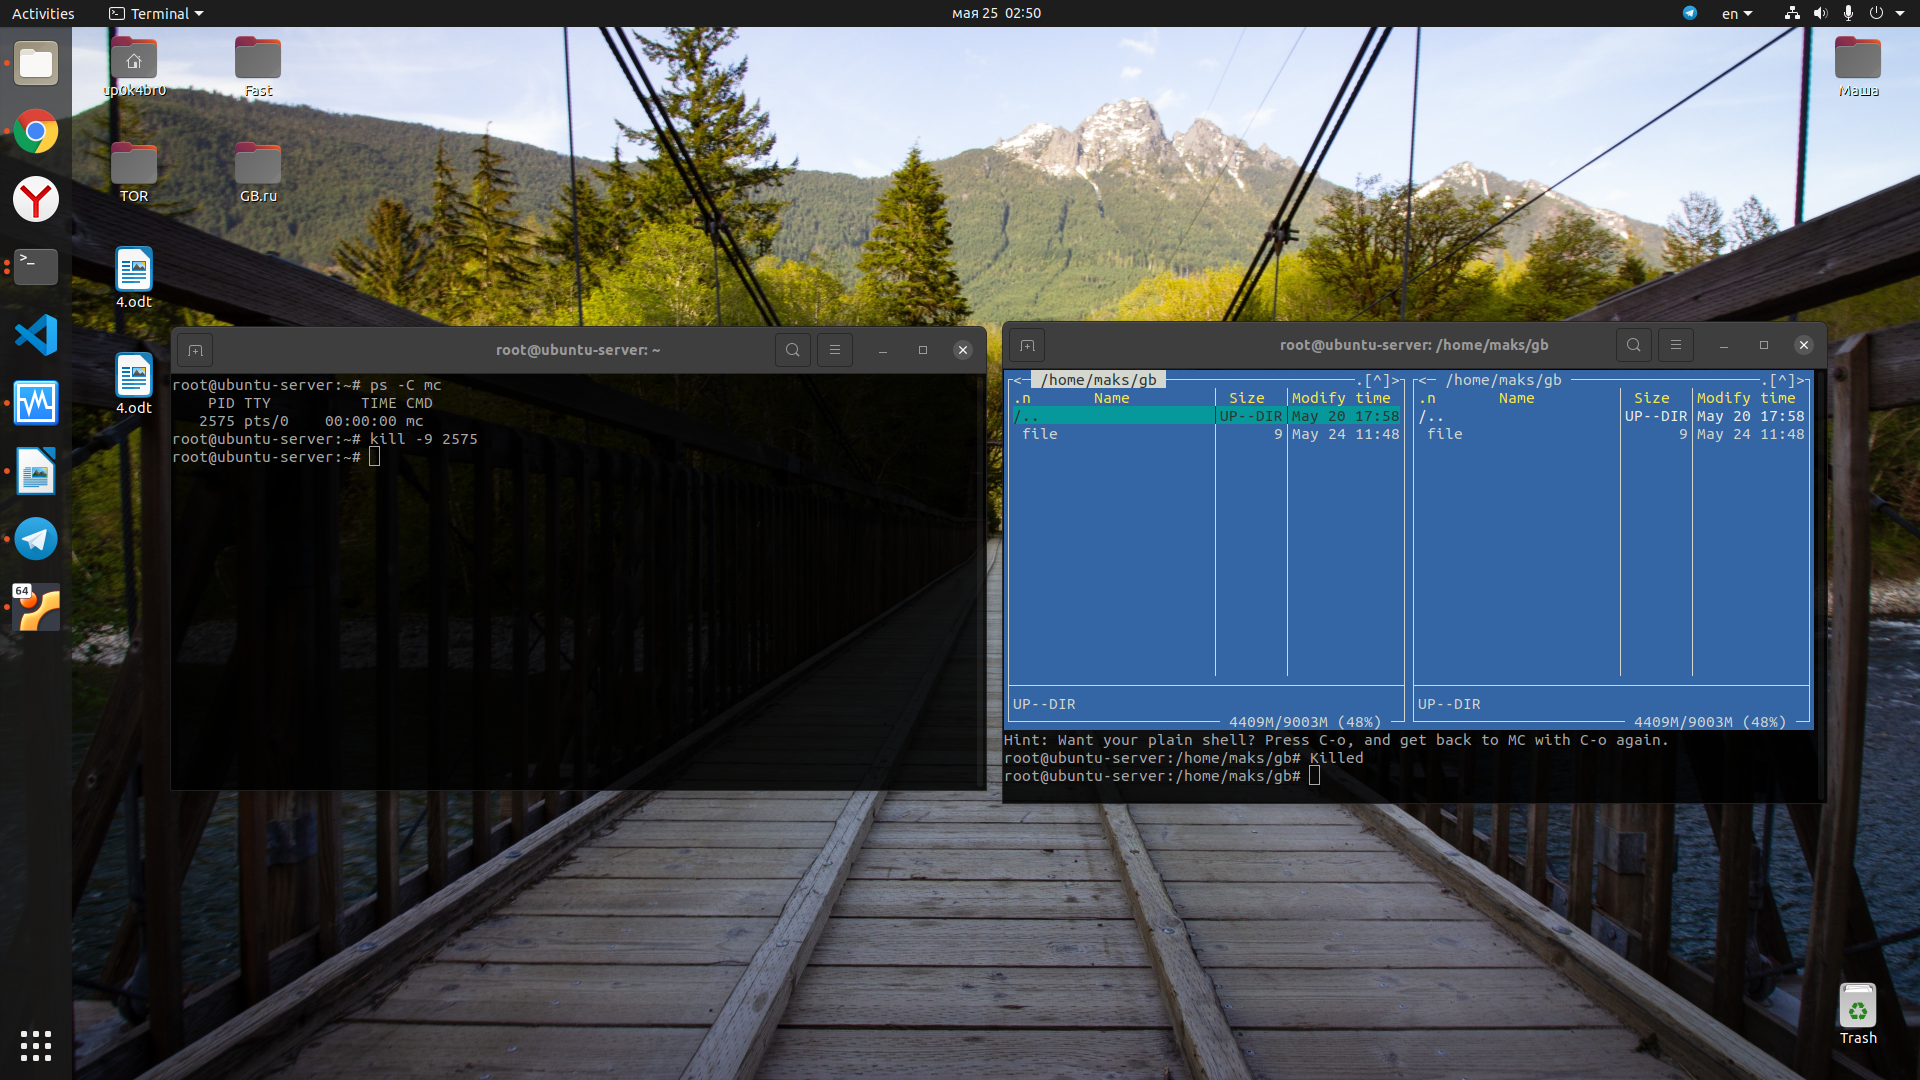 Activities
Terminal
мая 25 02:50
en
up0k4br0
Fast
Маша
TOR
GB.ru
4.odt
4.odt
64
root@ubuntu-server: ~
root@ubuntu-server:~# ps -C mc
PID TTY TIME CMD
2575 pts/0 00:00:00 mc
root@ubuntu-server:~# kill -9 2575
root@ubuntu-server:~#
root@ubuntu-server: /home/maks/gb
<─ /home/maks/gb ─.[^]>
.n Name Size Modify time
/.. UP--DIR May 20 17:58
file 9 May 24 11:48
UP--DIR
4409M/9003M (48%)
<─ /home/maks/gb ─.[^]>
.n Name Size Modify time
/.. UP--DIR May 20 17:58
file 9 May 24 11:48
UP--DIR
4409M/9003M (48%)
Hint: Want your plain shell? Press C-o, and get back to MC with C-o again.
root@ubuntu-server:/home/maks/gb# Killed
root@ubuntu-server:/home/maks/gb#
Trash